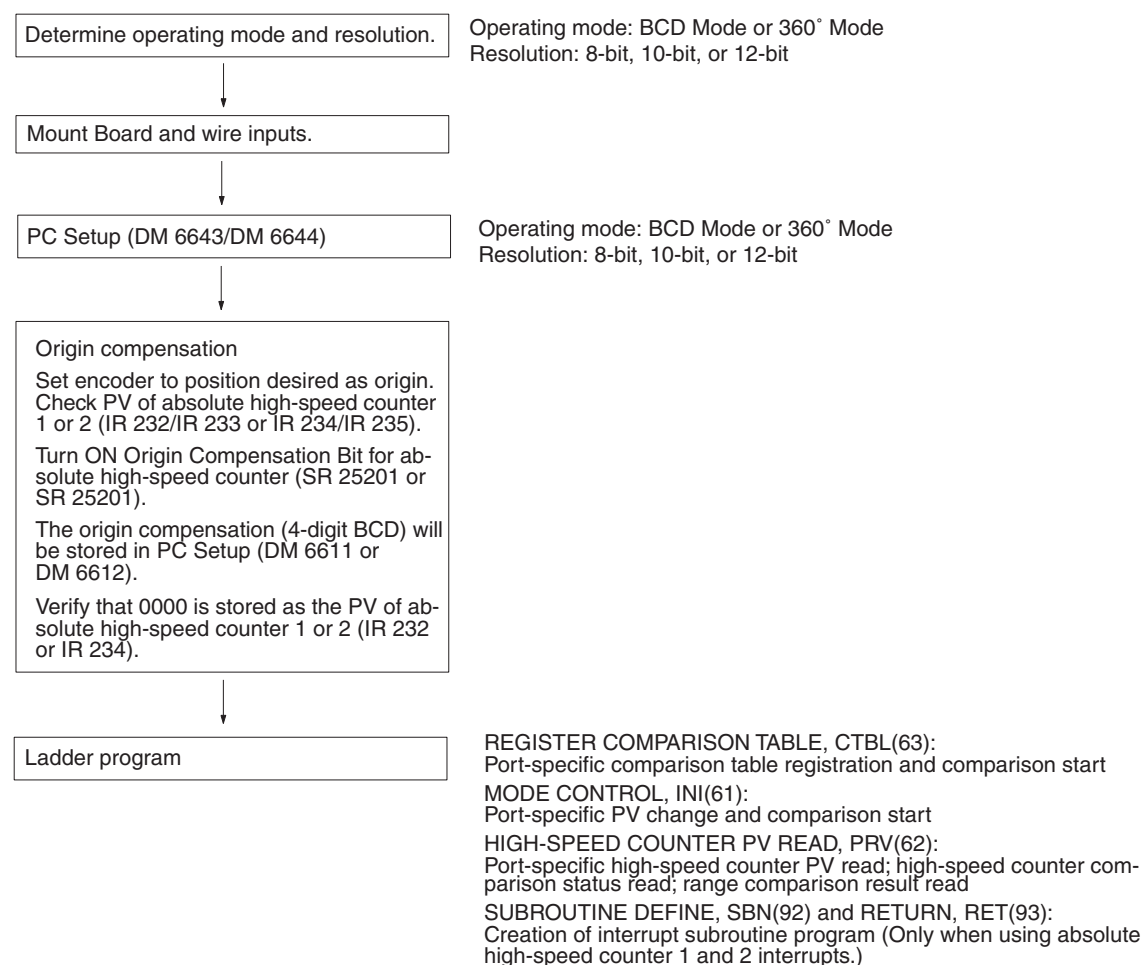 Determine operating mode and resolution.
Operating mode: BCD Mode or 360° Mode
Resolution: 8-bit, 10-bit, or 12-bit
Mount Board and wire inputs.
PC Setup (DM 6643/DM 6644)
Operating mode: BCD Mode or 360° Mode
Resolution: 8-bit, 10-bit, or 12-bit
Origin compensation
Set encoder to position desired as origin.
Check PV of absolute high-speed counter
1 or 2 (IR 232/IR 233 or IR 234/IR 235).
Turn ON Origin Compensation Bit for ab-
solute high-speed counter (SR 25201 or
SR 25201).
The origin compensation (4-digit BCD) will
be stored in PC Setup (DM 6611 or
DM 6612).
Verify that 0000 is stored as the PV of ab-
solute high-speed counter 1 or 2 (IR 232
or IR 234).
Ladder program
REGISTER COMPARISON TABLE, CTBL(63):
Port-specific comparison table registration and comparison start
MODE CONTROL, INI(61):
Port-specific PV change and comparison start
HIGH-SPEED COUNTER PV READ, PRV(62):
Port-specific high-speed counter PV read; high-speed counter com-
parison status read; range comparison result read
SUBROUTINE DEFINE, SBN(92) and RETURN, RET(93):
Creation of interrupt subroutine program (Only when using absolute
high-speed counter 1 and 2 interrupts.)